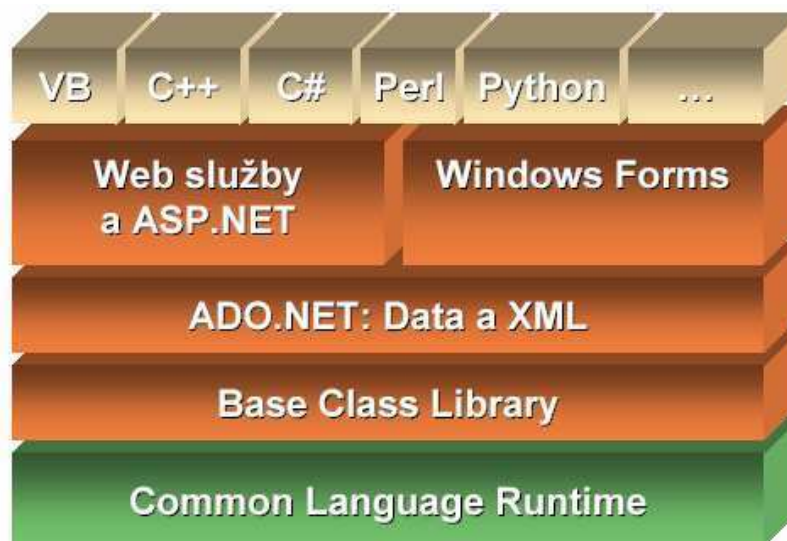 VB C++ C# Perl Python ...
Web služby
a ASP.NET
Windows Forms
ADO.NET: Data a XML
Base Class Library
Common Language Runtime